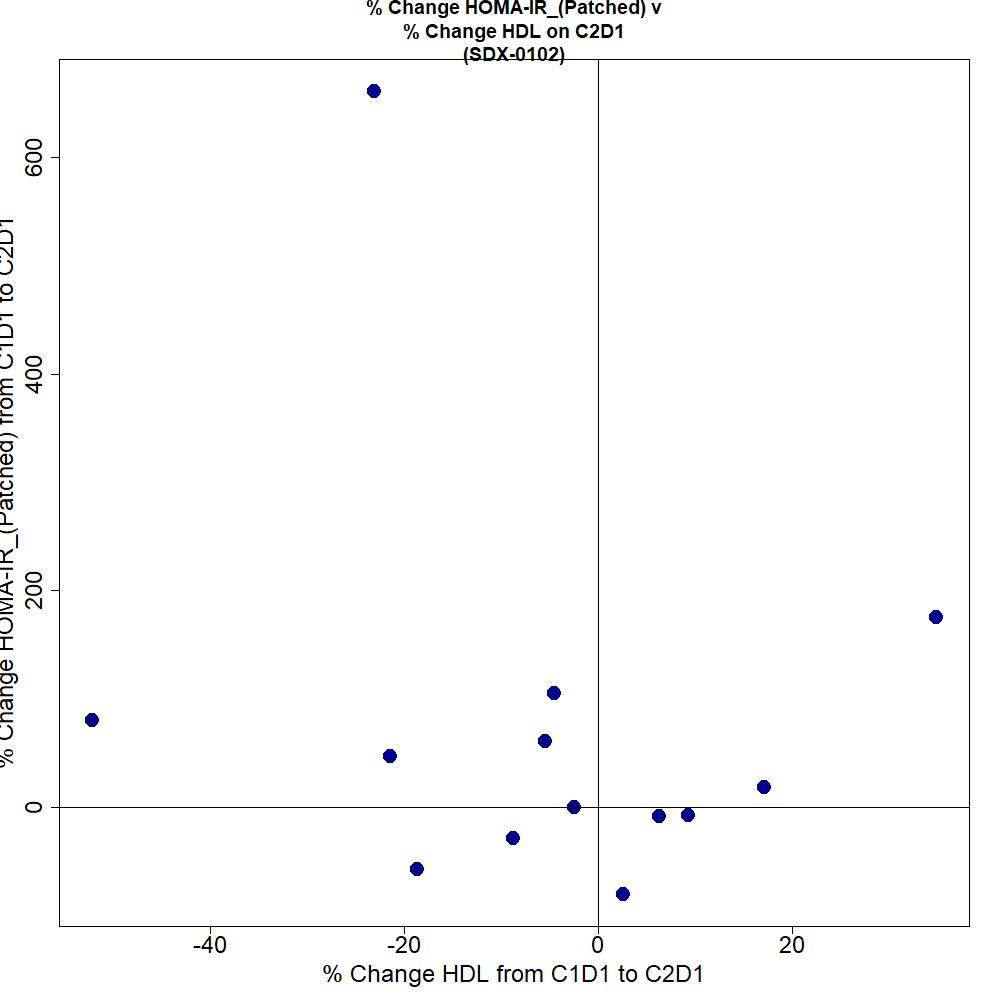 % Change HOMA-IR_(Patched) v
% Change HDL on C2D1
(SDX-0102)
% Change HOMA-IR_(Patched) from C1D1 to C2D1
600
400
200
0
-40
-20
0
20
% Change HDL from C1D1 to C2D1